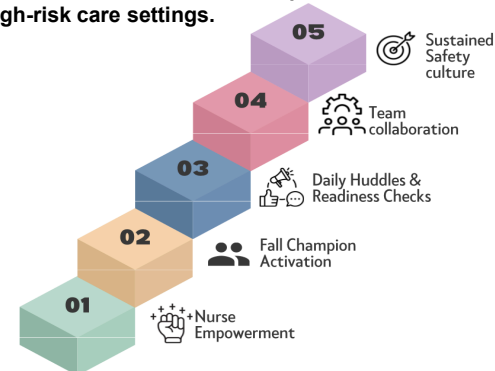 gh-risk care settings.
05
Sustained
Safety
culture
04
Team
collaboration
03
Daily Huddles &
Readiness Checks
02
Fall Champion
Activation
01
Nurse
Empowerment